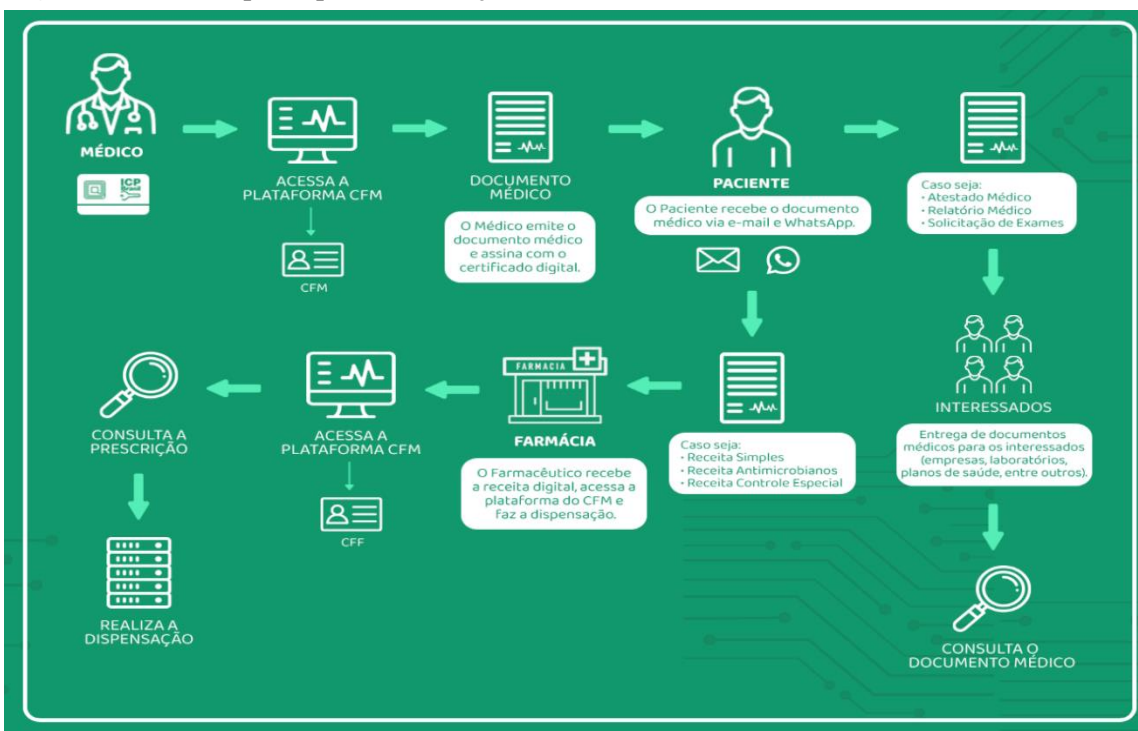 MÉDICO
ICP
Brasil
ACESSA A
PLATAFORMA CFM
CFM
DOCUMENTO
MÉDICO
O Médico emite o
documento médico
e assina com o
certificado digital.
PACIENTE
O Paciente recebe o documento
médico via e-mail e WhatsApp.
Caso seja:
• Atestado Médico
• Relatório Médico
• Solicitação de Exames
INTERESSADOS
Entrega de documentos
médicos para os interessados
(empresas, laboratórios,
planos de saúde, entre outros).
CONSULTA O
DOCUMENTO MÉDICO
Caso seja:
• Receita Simples
• Receita Antimicrobianos
• Receita Controle Especial
FARMACIA
FARMÁCIA
O Farmacêutico recebe
a receita digital, acessa a
plataforma do CFM e
faz a dispensação.
ACESSA A
PLATAFORMA CFM
CFF
CONSULTA A
PRESCRIÇÃO
REALIZA A
DISPENSAÇÃO